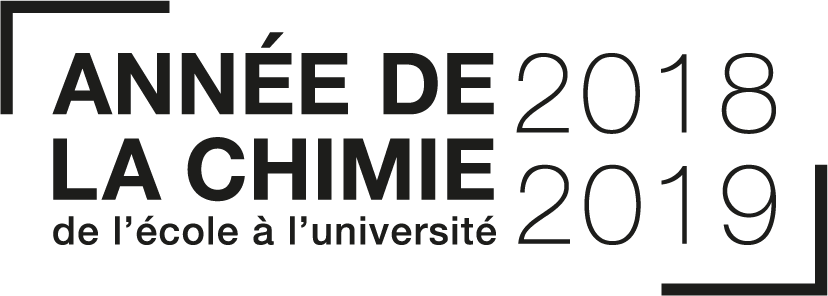 ANNÉE DE 2018
LA CHIMIE 2019
de l'école à l'université